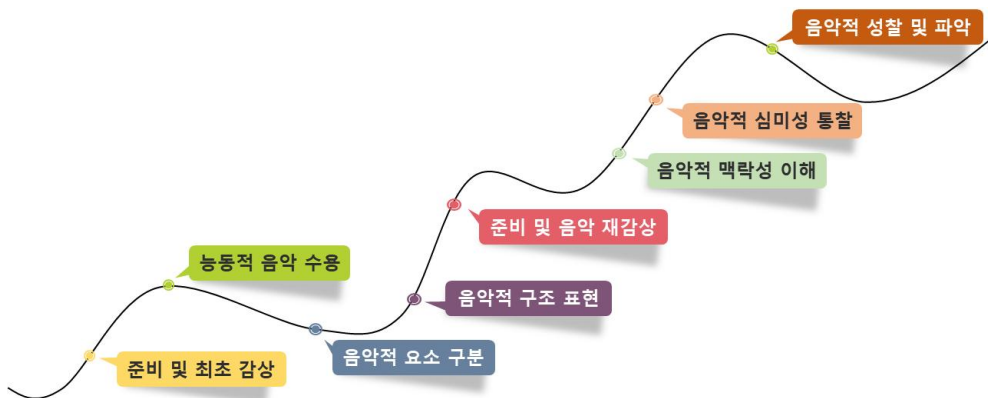 음악적 성찰 및 파악
음악적 심미성 통찰
음악적 맥락성 이해
준비 및 음악 재감상
능동적 음악 수용
음악적 구조 표현
음악적 요소 구분
준비 및 최초 감상